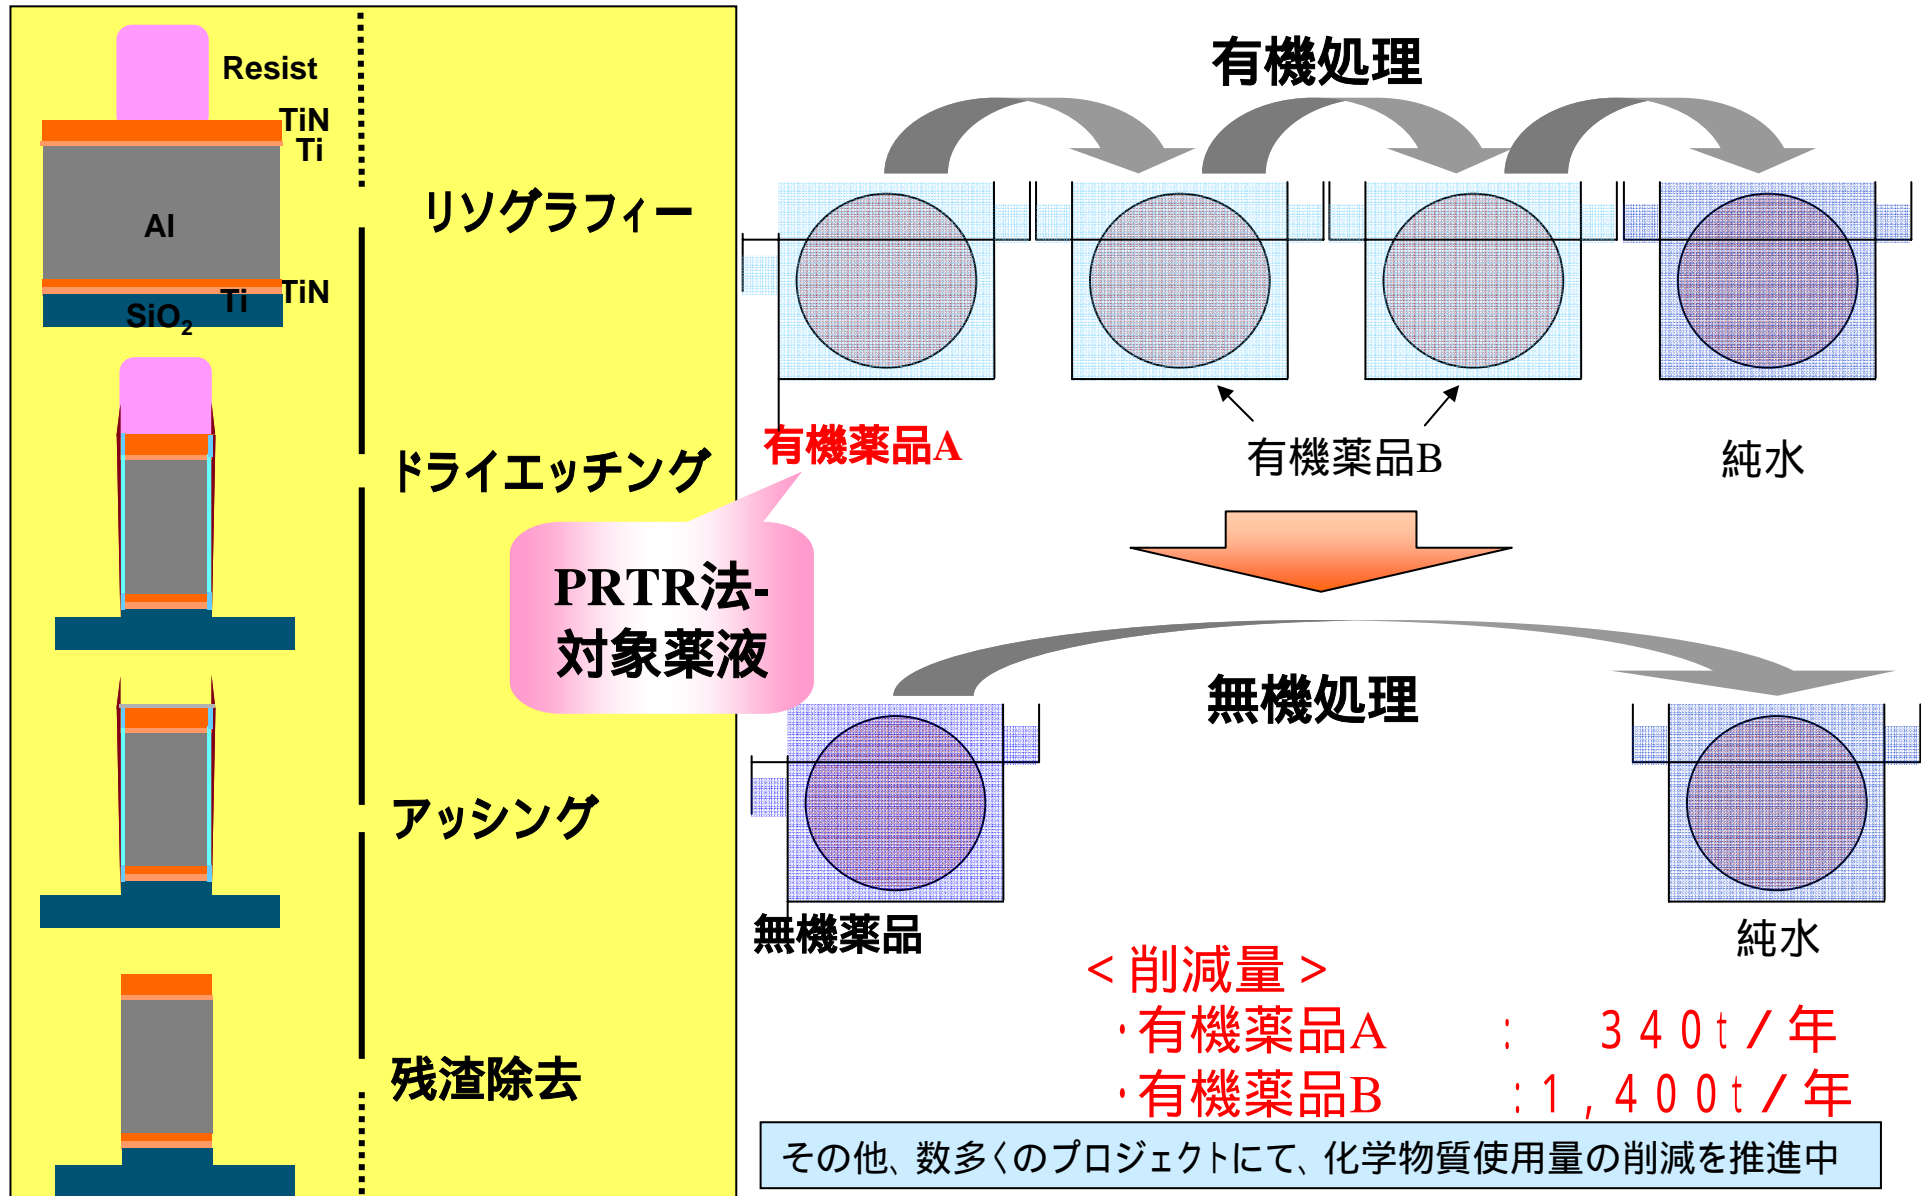 Resist
TiN
Ti
Al
TiN
Ti
SiO₂
リソグラフィー
ドライエッチング
アッシング
残渣除去
有機処理
有機薬品A
有機薬品B
純水
PRTR法-
対象薬液
無機処理
無機薬品
純水
<削減量>
・有機薬品A : 340t/年
・有機薬品B :1,400t/年
その他、数多くのプロジェクトにて、化学物質使用量の削減を推進中